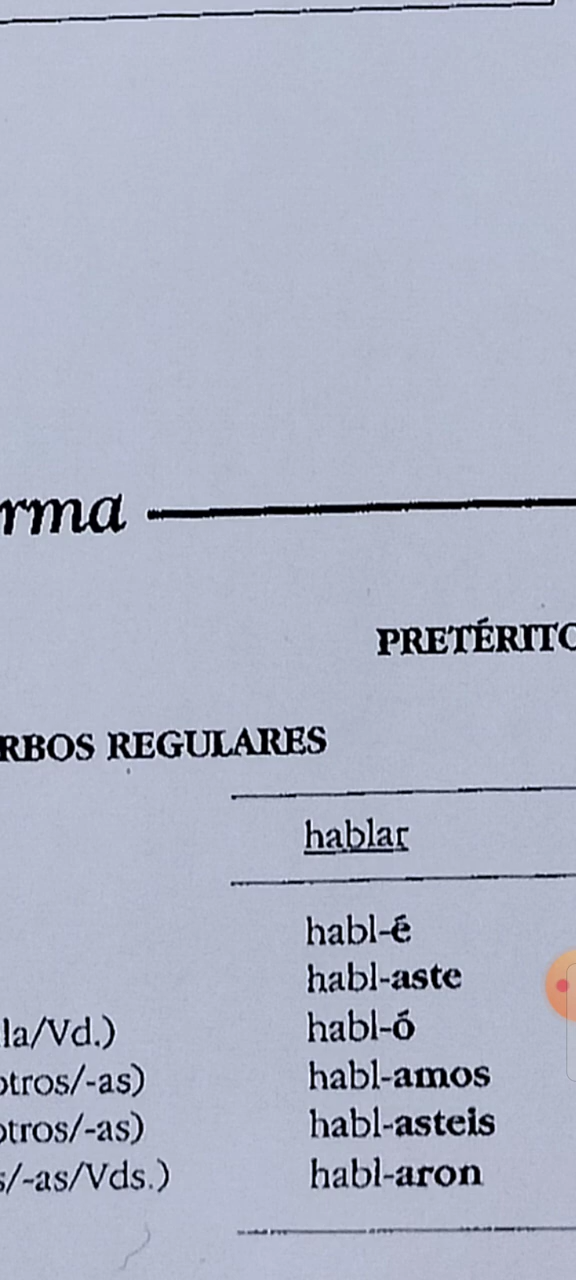 rma
PRETÉRITO
RBOS REGULARES
hablar
habl-é
habl-aste
la/Vd.) habl-ó
otros/-as) habl-amos
otros/-as) habl-asteis
s/-as/Vds.) habl-aron